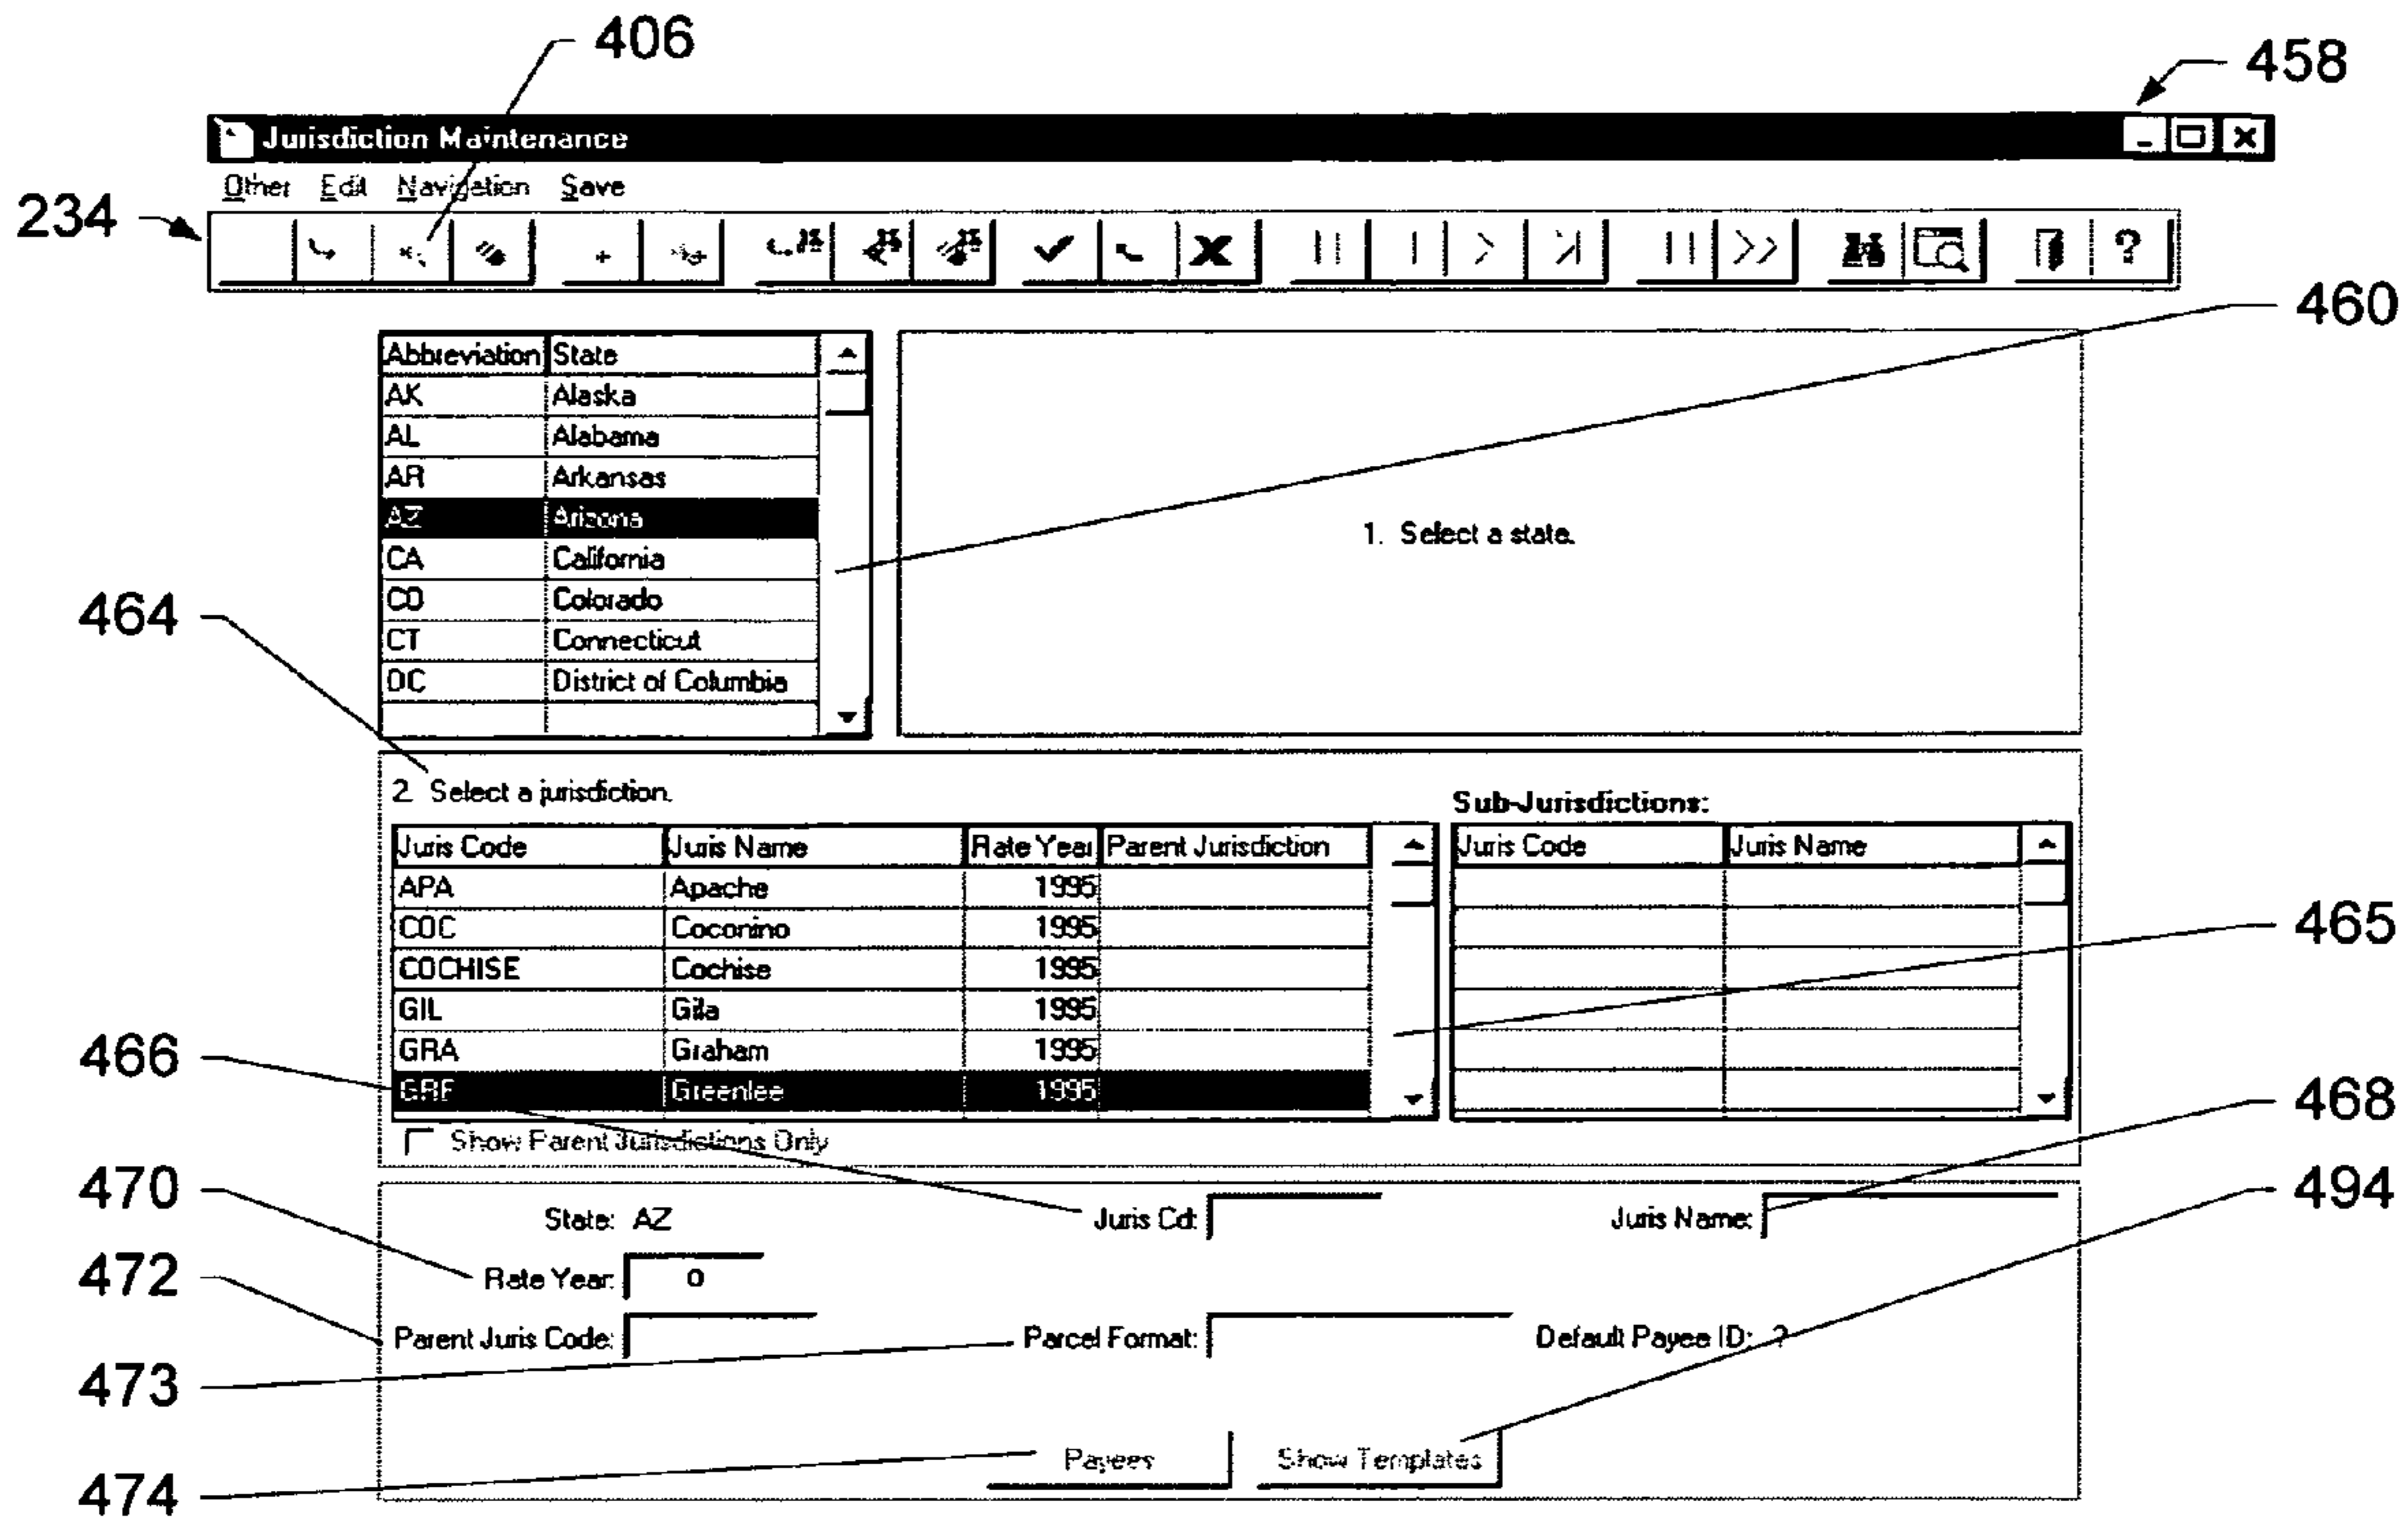 406
458
Jurisdiction Maintenance
Other Edit Navigation Save
234
?
460
Abbreviation State
AK Alaska
AL Alabama
AR Arkansas
AZ Arizona
1. Select a state.
CA California
CO Colorado
464
CT Connecticut
DC District of Columbia
2. Select a jurisdiction.
Sub-Jurisdictions:
Juris Code Juris Name Rate Year Parent Jurisdiction Juris Code Juris Name
APA Apache 1995
COC Coconino 1995
465
COCHISE Cochise 1995
GIL Gila 1995
466
GRA Graham 1995
GRE Greenlee 1995
468
Show Parent Jurisdictions Only
470
494
State: AZ Juris Cd: Juris Name:
472
Rate Year: 0
Parent Juris Code: Parcel Format: Default Payee ID: ?
473
Payees Show Templates
474